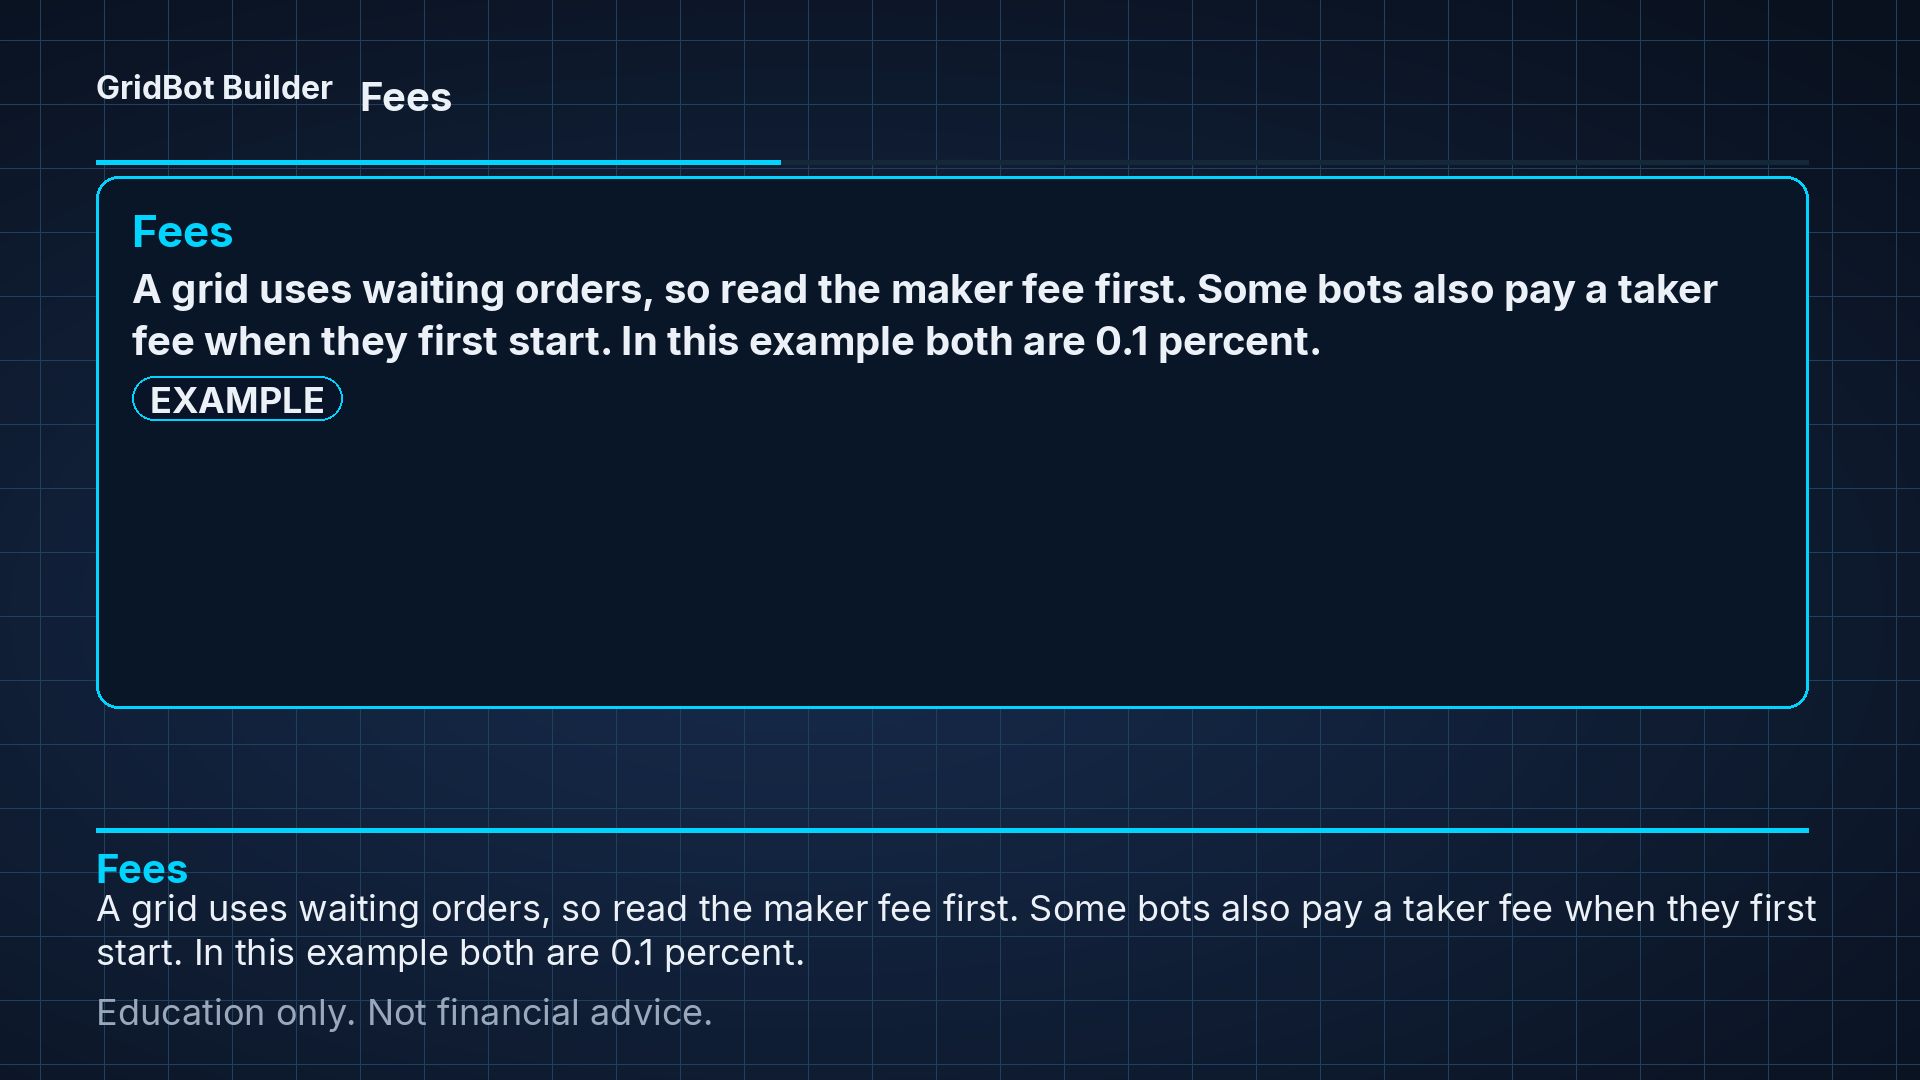 GridBot Builder Fees
Fees
A grid uses waiting orders, so read the maker fee first. Some bots also pay a taker
fee when they first start. In this example both are 0.1 percent.
EXAMPLE
Fees
A grid uses waiting orders, so read the maker fee first. Some bots also pay a taker fee when they first
start. In this example both are 0.1 percent.
Education only. Not financial advice.